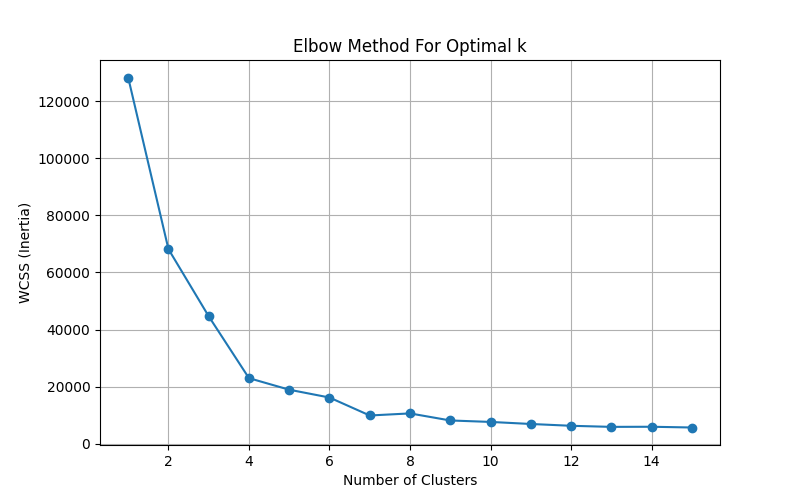 Elbow Method For Optimal k
120000
100000
80000
60000
40000
20000
0
WCSS (Inertia)
2 4 6 8 10 12 14
Number of Clusters